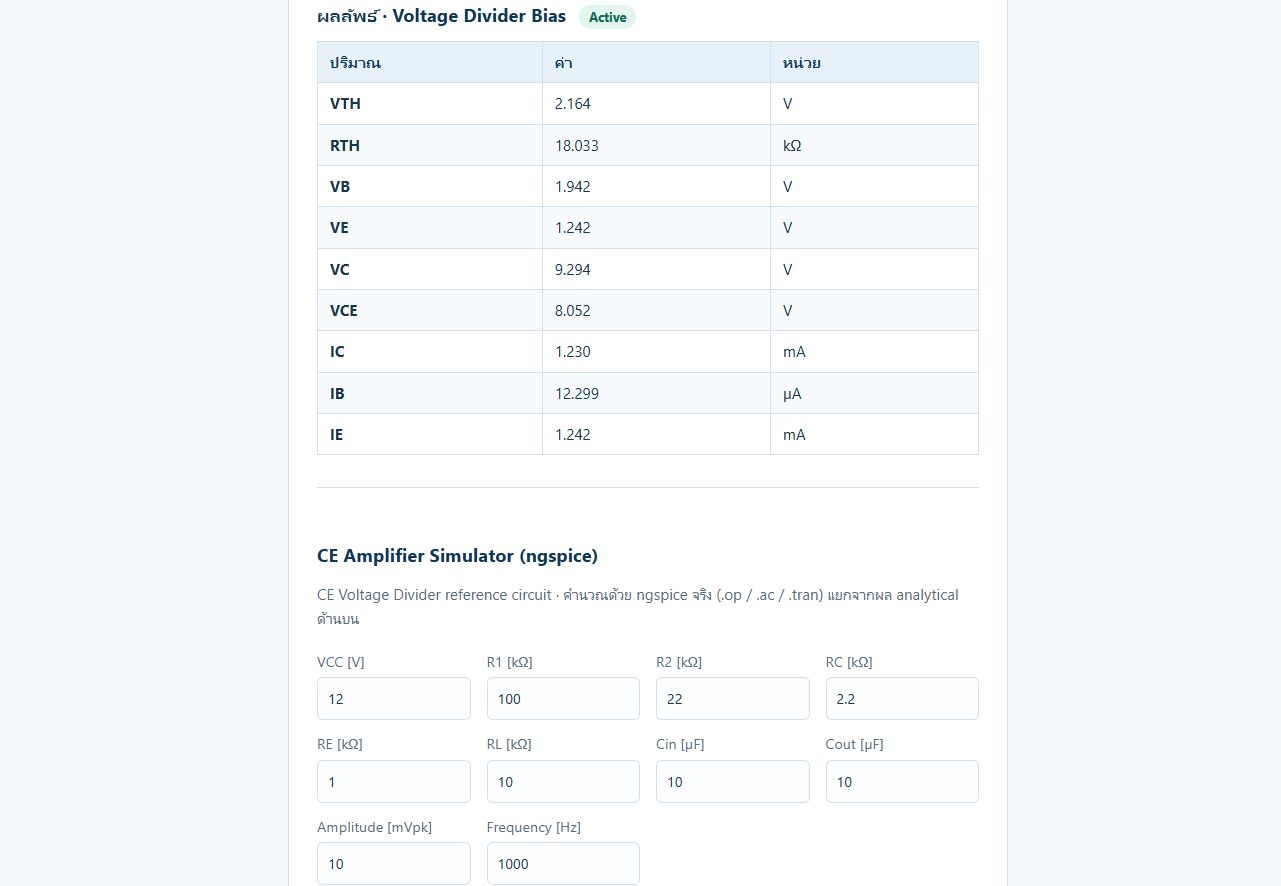 ผลลัพธ์ · Voltage Divider Bias Active
ปริมาณ ค่า หน่วย
VTH 2.164 V
RTH 18.033 kΩ
VB 1.942 V
VE 1.242 V
VC 9.294 V
VCE 8.052 V
IC 1.230 mA
IB 12.299 µA
IE 1.242 mA
CE Amplifier Simulator (ngspice)
CE Voltage Divider reference circuit · คำนวณด้วย ngspice จริง (.op / .ac / .tran) แยกจากผล analytical
ด้านบน
VCC [V] R1 [kΩ] R2 [kΩ] RC [kΩ]
12 100 22 2.2
RE [kΩ] RL [kΩ] Cin [µF] Cout [µF]
1 10 10 10
Amplitude [mVpk] Frequency [Hz]
10 1000